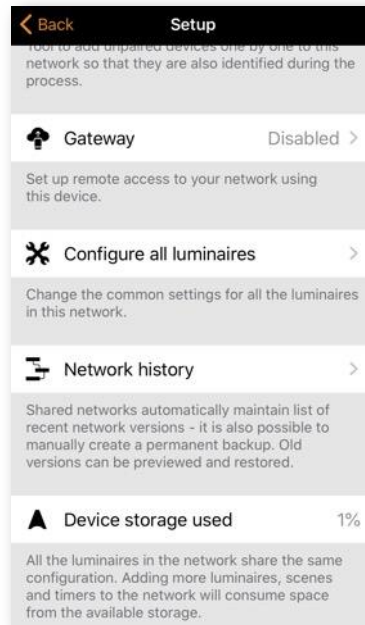 Back
Setup
Tool to add unpaired devices one by one to this
network so that they are also identified during the
process.
Gateway
Disabled
Set up remote access to your network using
this device.
Configure all luminaires
Change the common settings for all the luminaires
in this network.
Network history
Shared networks automatically maintain list of
recent network versions - it is also possible to
manually create a permanent backup. Old
versions can be previewed and restored.
Device storage used
1%
All the luminaires in the network share the same
configuration. Adding more luminaires, scenes
and timers to the network will consume space
from the available storage.